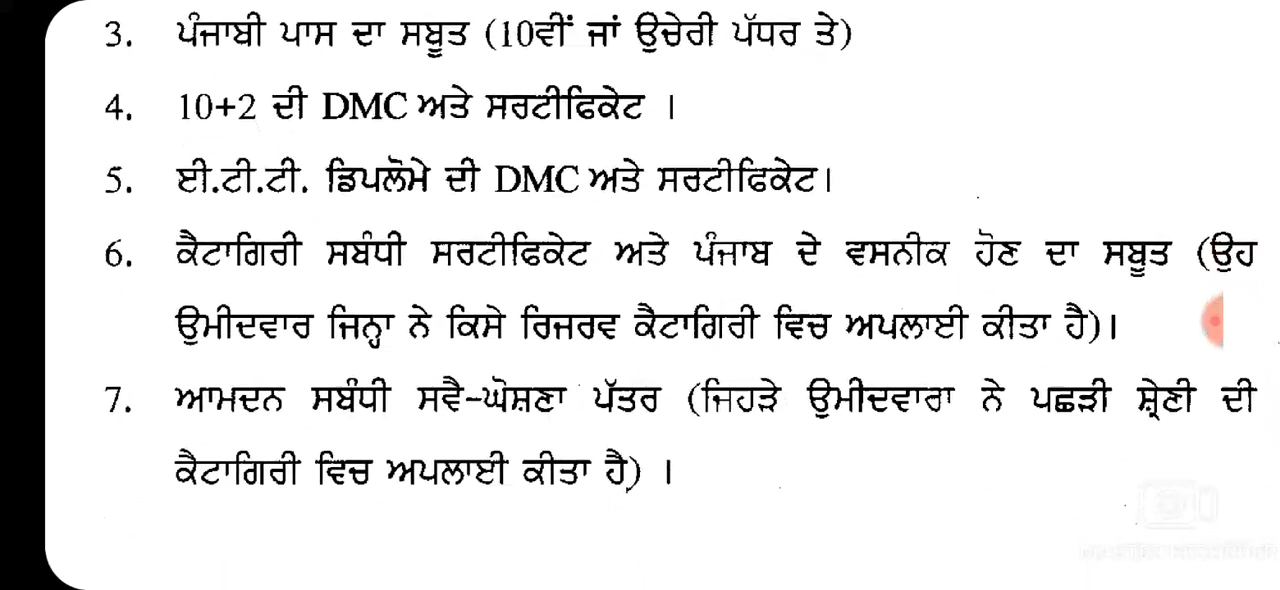 3. ਪੰਜਾਬੀ ਪਾਸ ਦਾ ਸਬੂਤ (10ਵੀਂ ਜਾਂ ਉਚੇਰੀ ਪੱਧਰ ਤੇ)
4. 10+2 ਦੀ DMC ਅਤੇ ਸਰਟੀਫਿਕੇਟ ।
5. ਈ.ਟੀ.ਟੀ. ਡਿਪਲੋਮੇ ਦੀ DMC ਅਤੇ ਸਰਟੀਫਿਕੇਟ।
6. ਕੈਟਾਗਿਰੀ ਸਬੰਧੀ ਸਰਟੀਫਿਕੇਟ ਅਤੇ ਪੰਜਾਬ ਦੇ ਵਸਨੀਕ ਹੋਣ ਦਾ ਸਬੂਤ (ਉਹ
ਉਮੀਦਵਾਰ ਜਿਨ੍ਹਾ ਨੇ ਕਿਸੇ ਰਿਜਰਵ ਕੈਟਾਗਿਰੀ ਵਿਚ ਅਪਲਾਈ ਕੀਤਾ ਹੈ)।
7. ਆਮਦਨ ਸਬੰਧੀ ਸਵੈ-ਘੋਸ਼ਣਾ ਪੱਤਰ (ਜਿਹੜੇ ਉਮੀਦਵਾਰਾ ਨੇ ਪਛੜੀ ਸ਼੍ਰੇਣੀ ਦੀ
ਕੈਟਾਗਿਰੀ ਵਿਚ ਅਪਲਾਈ ਕੀਤਾ ਹੈ) ।